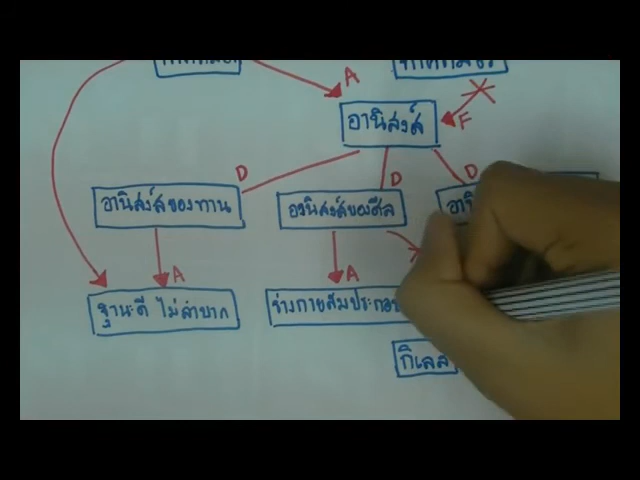 A
อานิสงส์
F
D
D
D
อานิสงส์ของทาน
อานิสงส์ของศีล
A
A
ฐานะดี ไม่ลำบาก
ร่างกายสมประกอบ
กิเลส